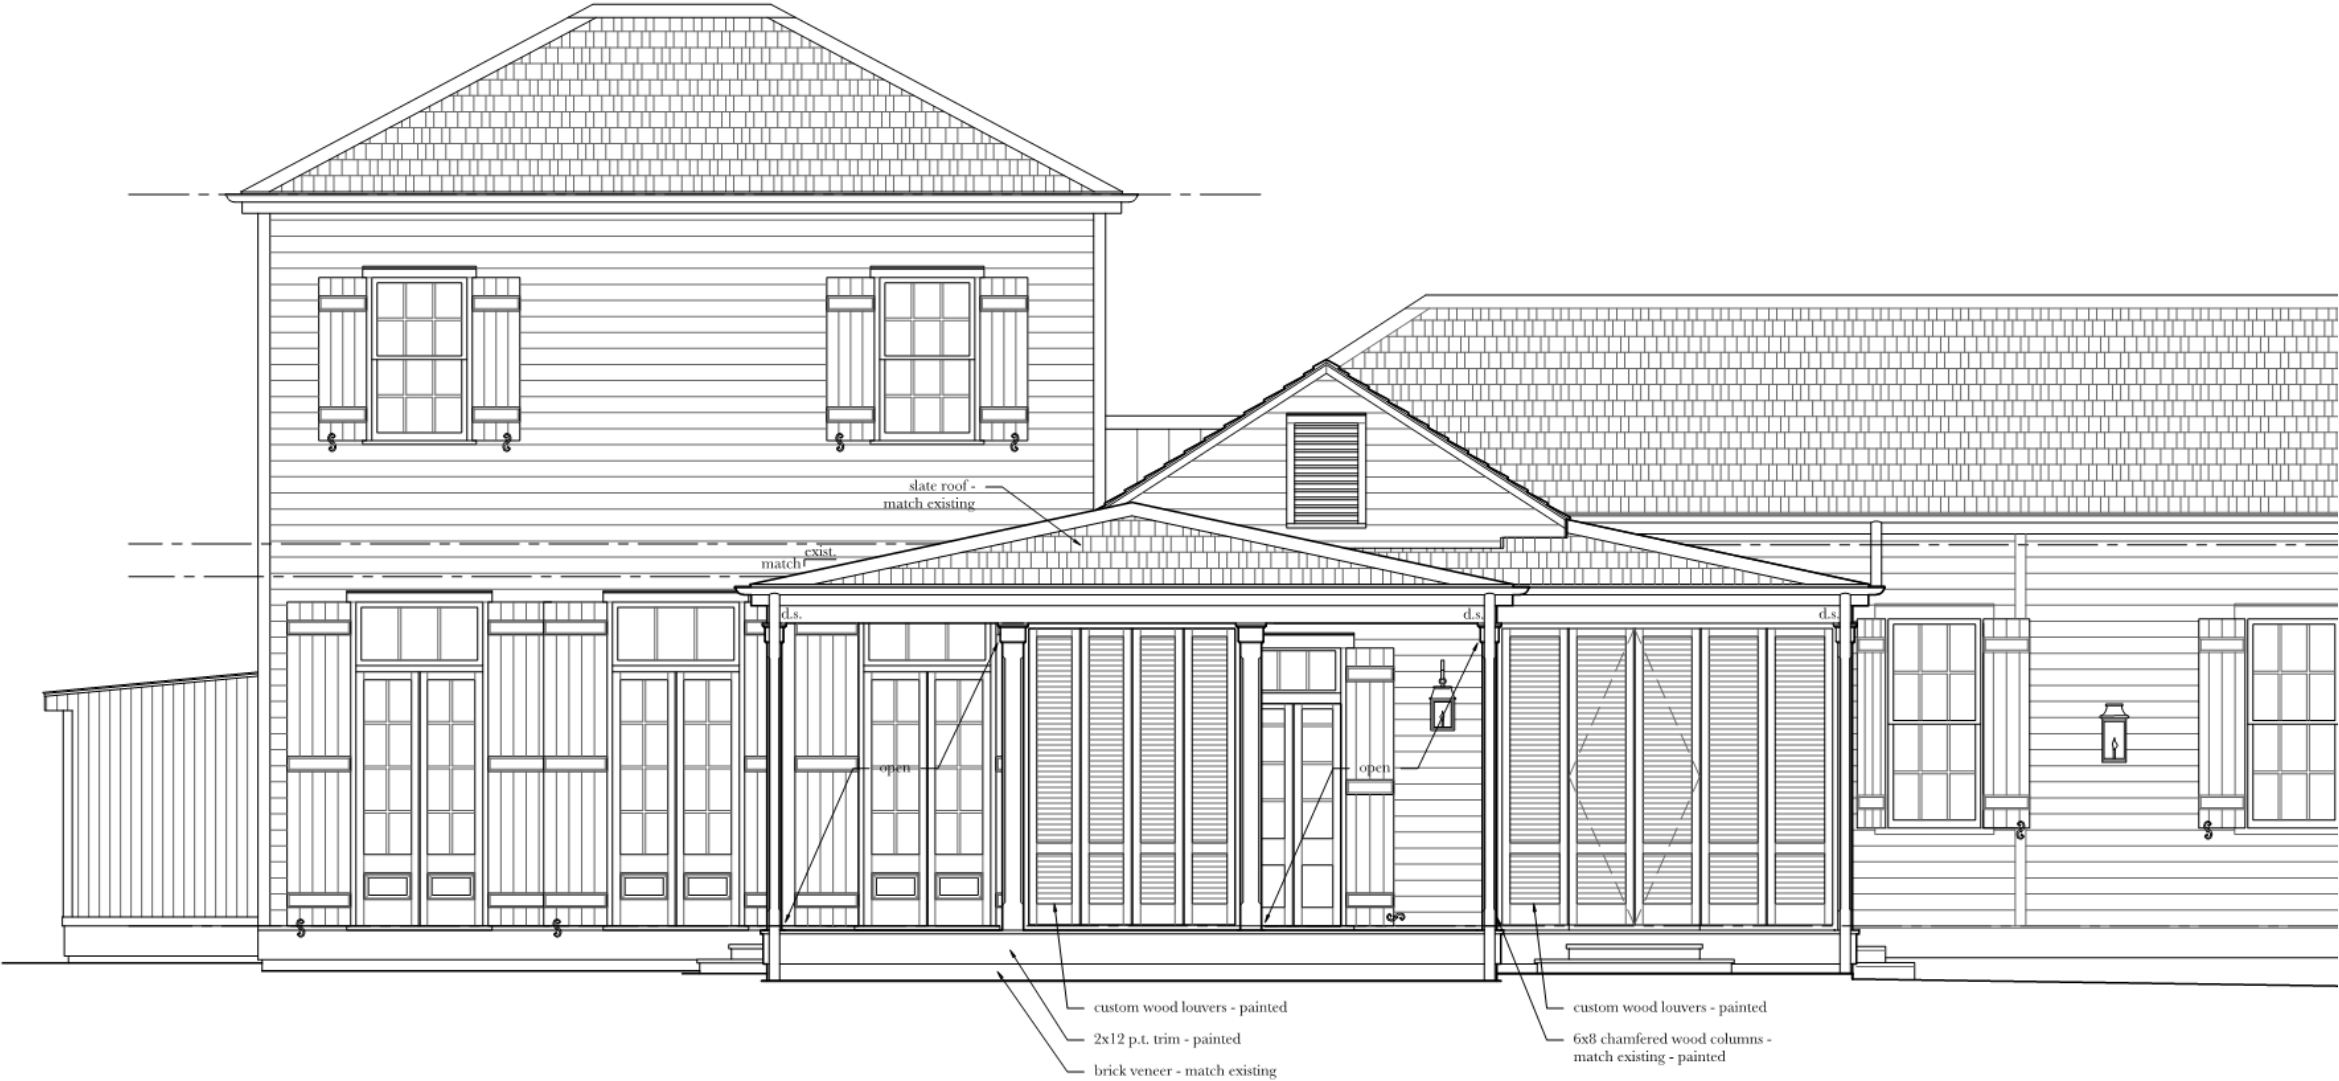 slate roof -
match existing
exist.
match
d.s.
d.s.
d.s.
open
open
custom wood louvers - painted
2x12 p.t. trim - painted
brick veneer - match existing
custom wood louvers - painted
6x8 chamfered wood columns -
match existing - painted